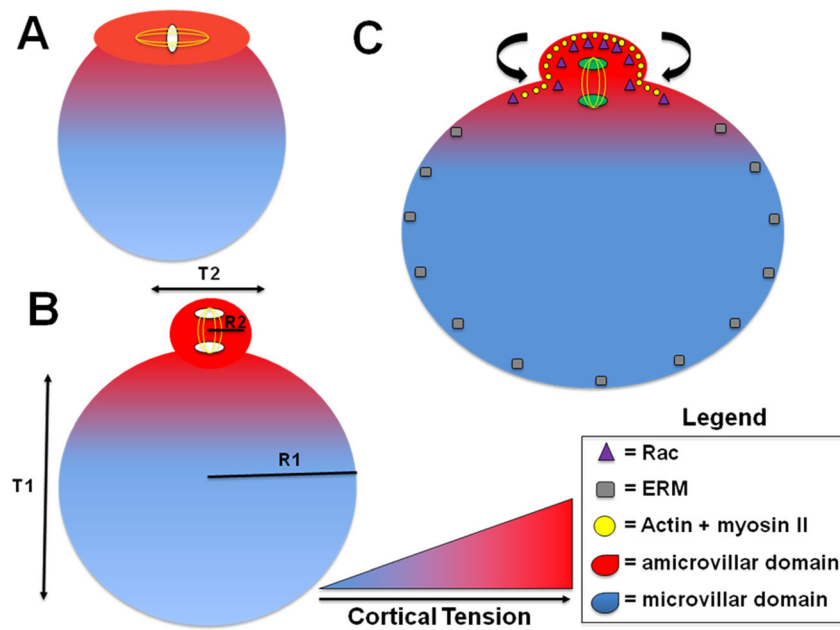 A
C
T2
B
R2
R1
T1
Cortical Tension
Legend
= Rac
= ERM
= Actin + myosin II
= amicrovillar domain
= microvillar domain